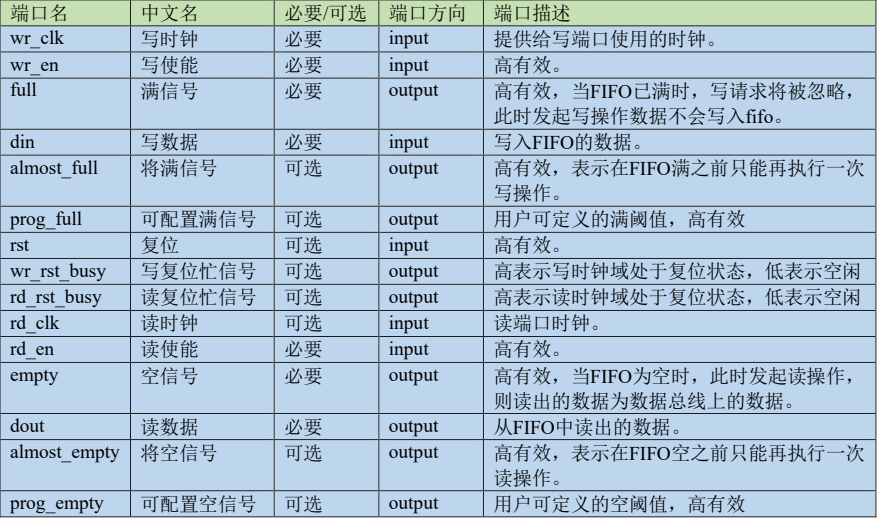 端口名 中文名 必要/可选 端口方向 端口描述
wr_clk 写时钟 必要 input 提供给写端口使用的时钟。
wr_en 写使能 必要 input 高有效。
full 满信号 必要 output 高有效，当FIFO已满时，写请求将被忽略，
此时发起写操作数据不会写入fifo。
din 写数据 必要 input 写入FIFO的数据。
almost_full 将满信号 可选 output 高有效，表示在FIFO满之前只能再执行一次
写操作。
prog_full 可配置满信号 可选 output 用户可定义的满阈值，高有效
rst 复位 可选 input 高有效。
wr_rst_busy 写复位忙信号 可选 output 高表示写时钟域处于复位状态，低表示空闲
rd_rst_busy 读复位忙信号 可选 output 高表示读时钟域处于复位状态，低表示空闲
rd_clk 读时钟 可选 input 读端口时钟。
rd_en 读使能 必要 input 高有效。
empty 空信号 必要 output 高有效，当FIFO为空时，此时发起读操作，
则读出的数据为数据总线上的数据。
dout 读数据 必要 output 从FIFO中读出的数据。
almost_empty 将空信号 可选 output 高有效，表示在FIFO空之前只能再执行一次
读操作。
prog_empty 可配置空信号 可选 output 用户可定义的空阈值，高有效